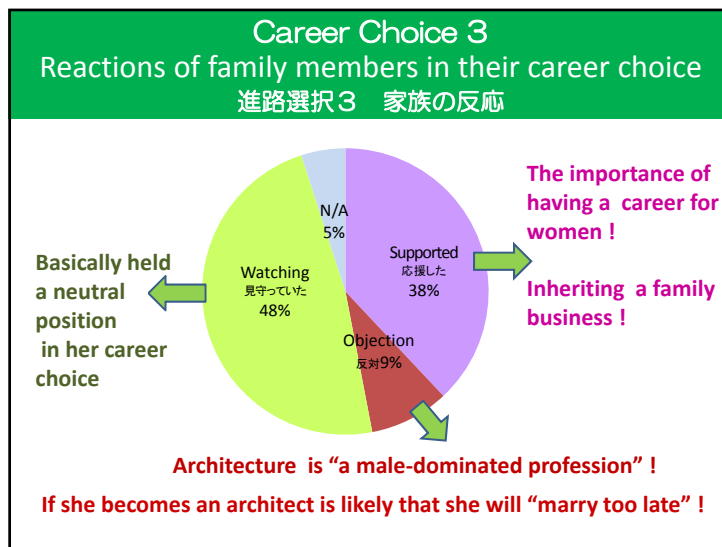 Career Choice 3
Reactions of family members in their career choice
進路選択3 家族の反応
N/A
5%
Supported
応援した
38%
Watching
見守っていた
48%
Objection
反対9%
The importance of
having a career for
women !
Inheriting a family
business !
Basically held
a neutral
position
in her career
choice
Architecture is “a male-dominated profession” !
If she becomes an architect is likely that she will “marry too late” !